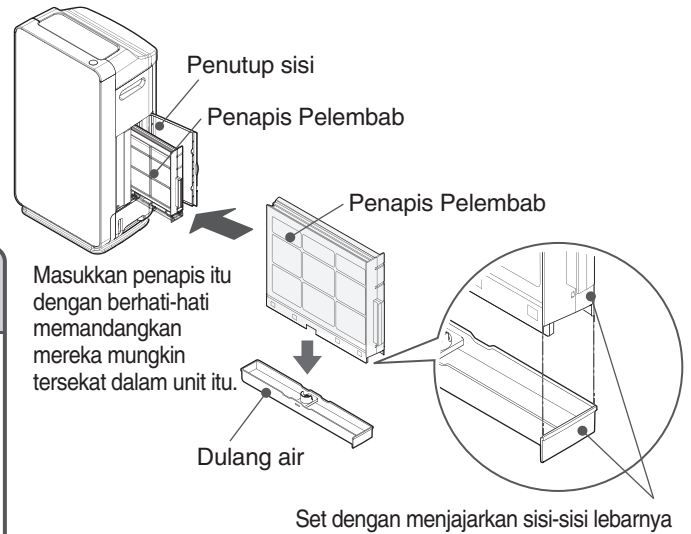 Penutup sisi
Penapis Pelembab
Penapis Pelembab
Masukkan penapis itu
dengan berhati-hati
memandangkan
mereka mungkin
tersekat dalam unit itu.
Dulang air
Set dengan menjajarkan sisi-sisi lebarnya